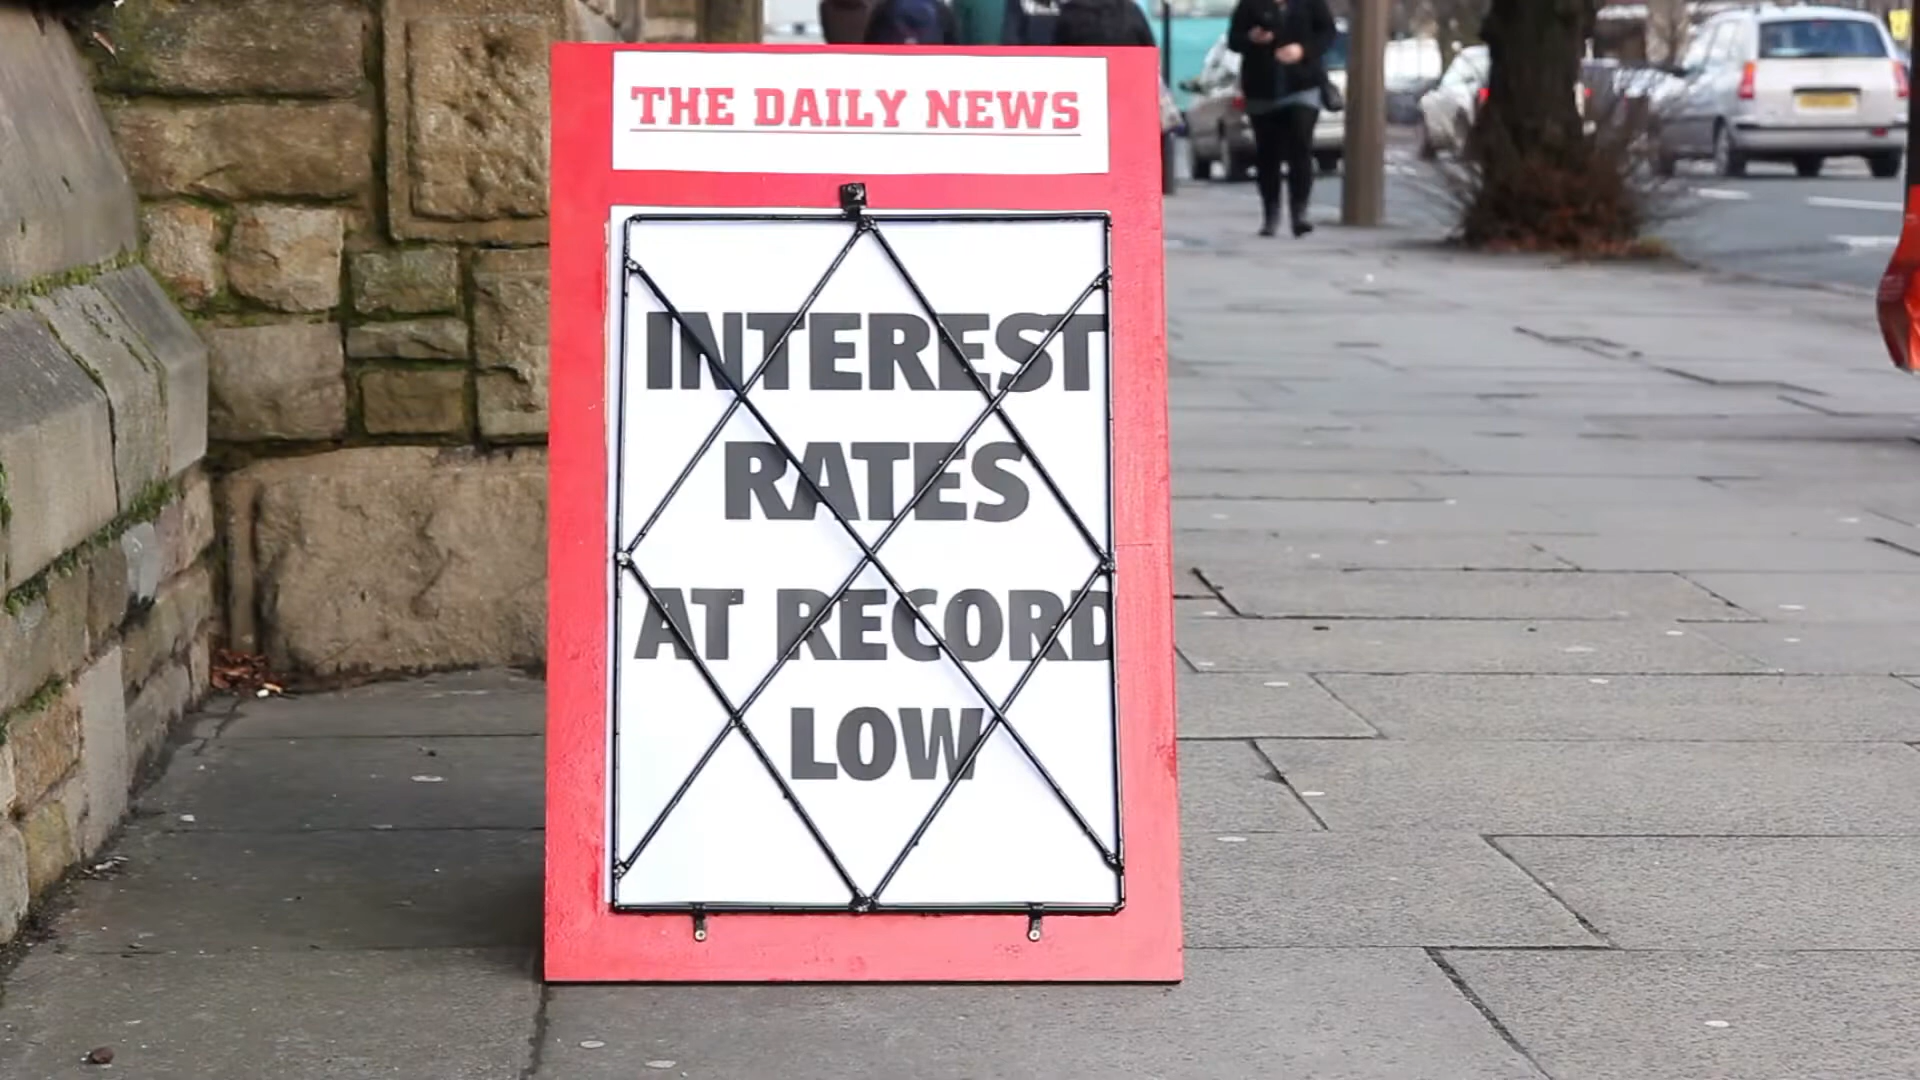 THE DAILY NEWS
INTEREST
RATES
AT RECORD
LOW